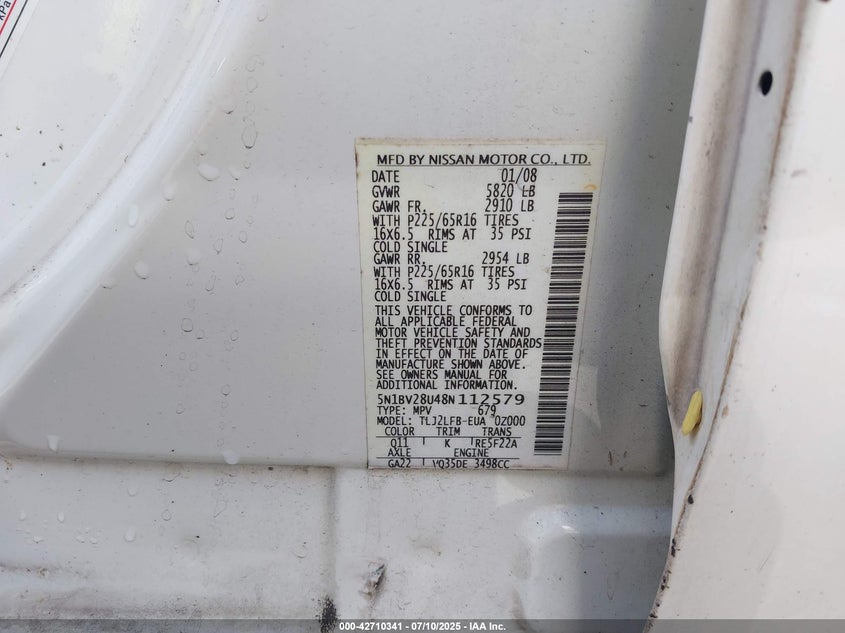 kPa
MFD BY NISSAN MOTOR CO., LTD.
DATE 01/08
GVWR 5820 LB
GAWR FR. 2910 LB
WITH P225/65R16 TIRES
16X6.5 RIMS AT 35 PSI
COLD SINGLE
GAWR RR. 2954 LB
WITH P225/65R16 TIRES
16X6.5 RIMS AT 35 PSI
COLD SINGLE
THIS VEHICLE CONFORMS TO
ALL APPLICABLE FEDERAL
MOTOR VEHICLE SAFETY AND
THEFT PREVENTION STANDARDS
IN EFFECT ON THE DATE OF
MANUFACTURE SHOWN ABOVE.
SEE OWNERS MANUAL FOR
ADDITIONAL INFORMATION.
5N1BV28U48N112579
TYPE: MPV 679
MODEL: TLJ2LFB-EUA 0Z000
COLOR TRIM TRANS
Q11 K RE5F22A
AXLE ENGINE
GA22 VQ35DE 3498CC
000-42710341 - 07/10/2025 - IAA Inc.